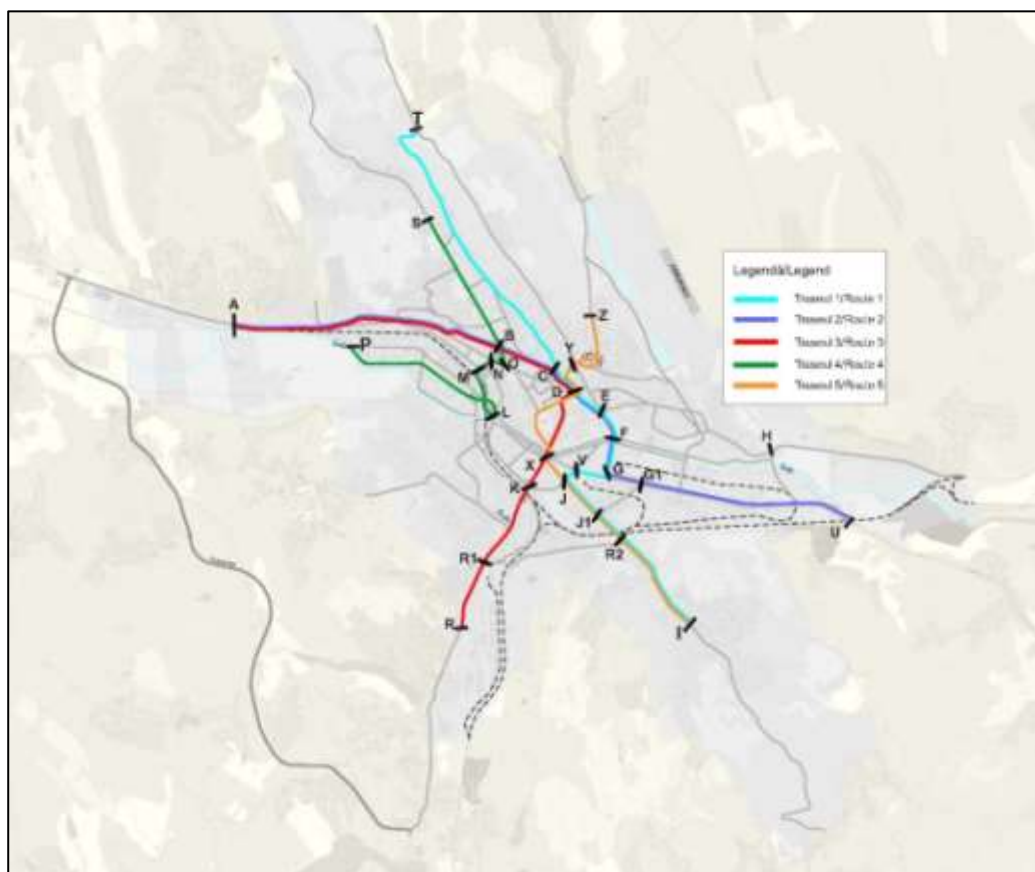 T
S
A
B
P
M
N
O
C
Y
Z
D
E
L
F
H
X
V
G
G1
K
J
J1
U
R1
R2
R
I
Legendă/Legend
Traseul 1/Route 1
Traseul 2/Route 2
Traseul 3/Route 3
Traseul 4/Route 4
Traseul 5/Route 5